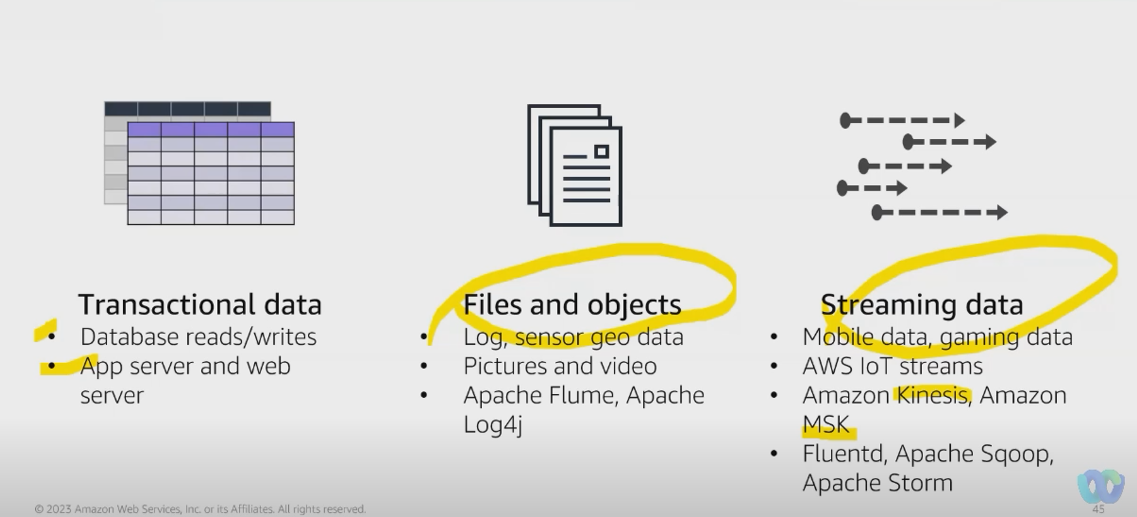 Transactional data
• Database reads/writes
• App server and web
server
Files and objects
• Log, sensor geo data
• Pictures and video
• Apache Flume, Apache
Log4j
Streaming data
• Mobile data, gaming data
• AWS IoT streams
• Amazon Kinesis, Amazon
MSK
• Fluentd, Apache Sqoop,
Apache Storm
© 2023 Amazon Web Services, Inc. or its Affiliates. All rights reserved.
45